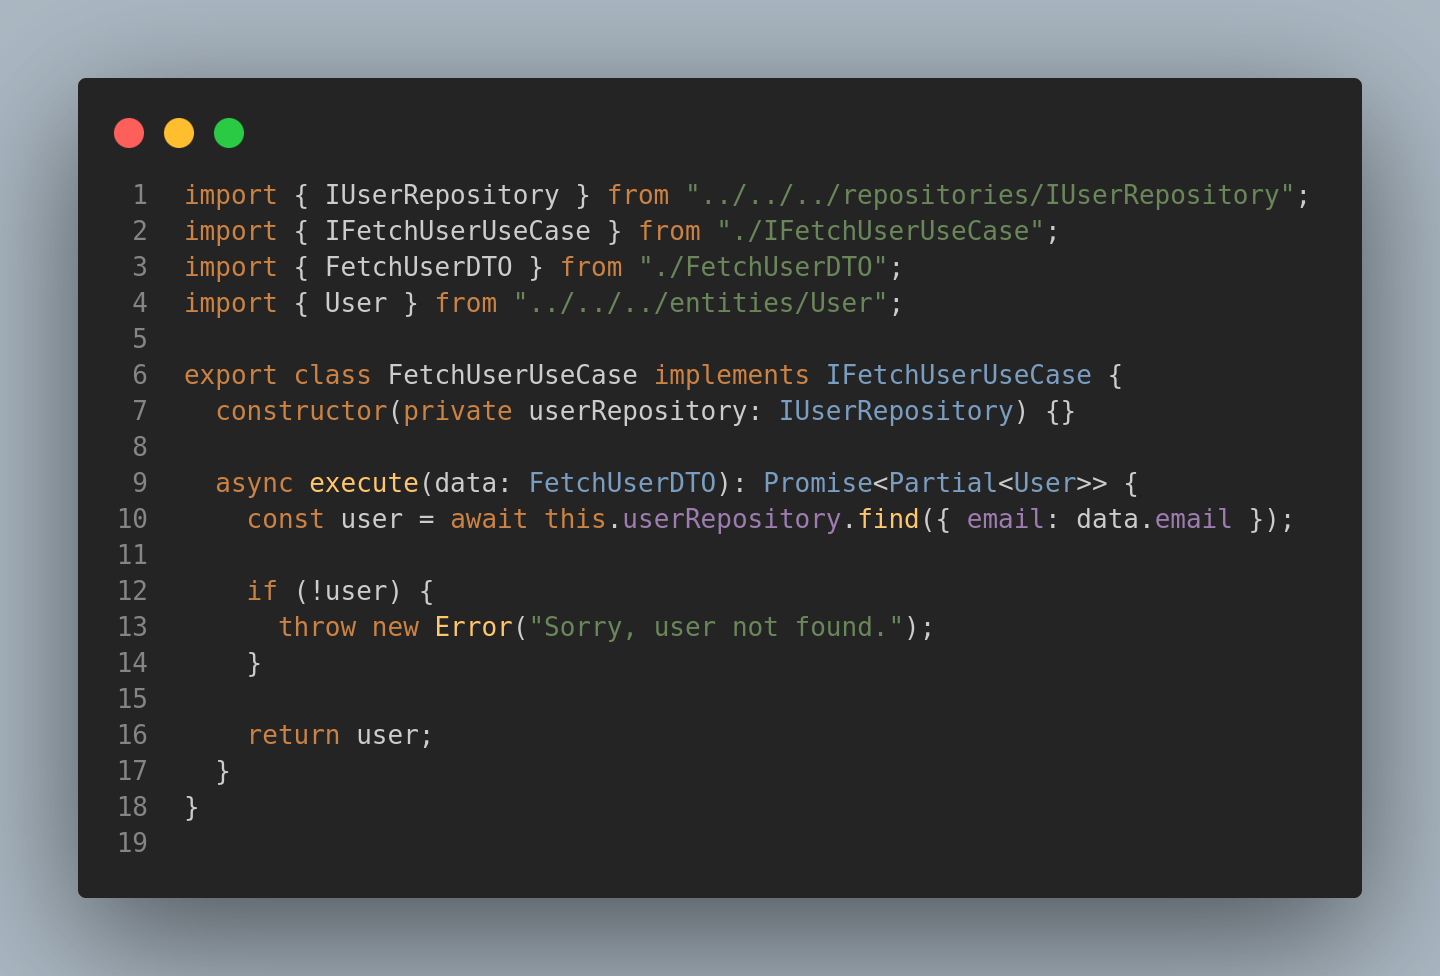 1 import { IUserRepository } from "../../../repositories/IUserRepository";
2 import { IFetchUserUseCase } from "./IFetchUserUseCase";
3 import { FetchUserDTO } from "./FetchUserDTO";
4 import { User } from "../../../entities/User";
5
6 export class FetchUserUseCase implements IFetchUserUseCase {
7   constructor(private userRepository: IUserRepository) {}
8
9   async execute(data: FetchUserDTO): Promise<Partial<User>> {
10     const user = await this.userRepository.find({ email: data.email });
11
12     if (!user) {
13       throw new Error("Sorry, user not found.");
14     }
15
16     return user;
17   }
18 }
19